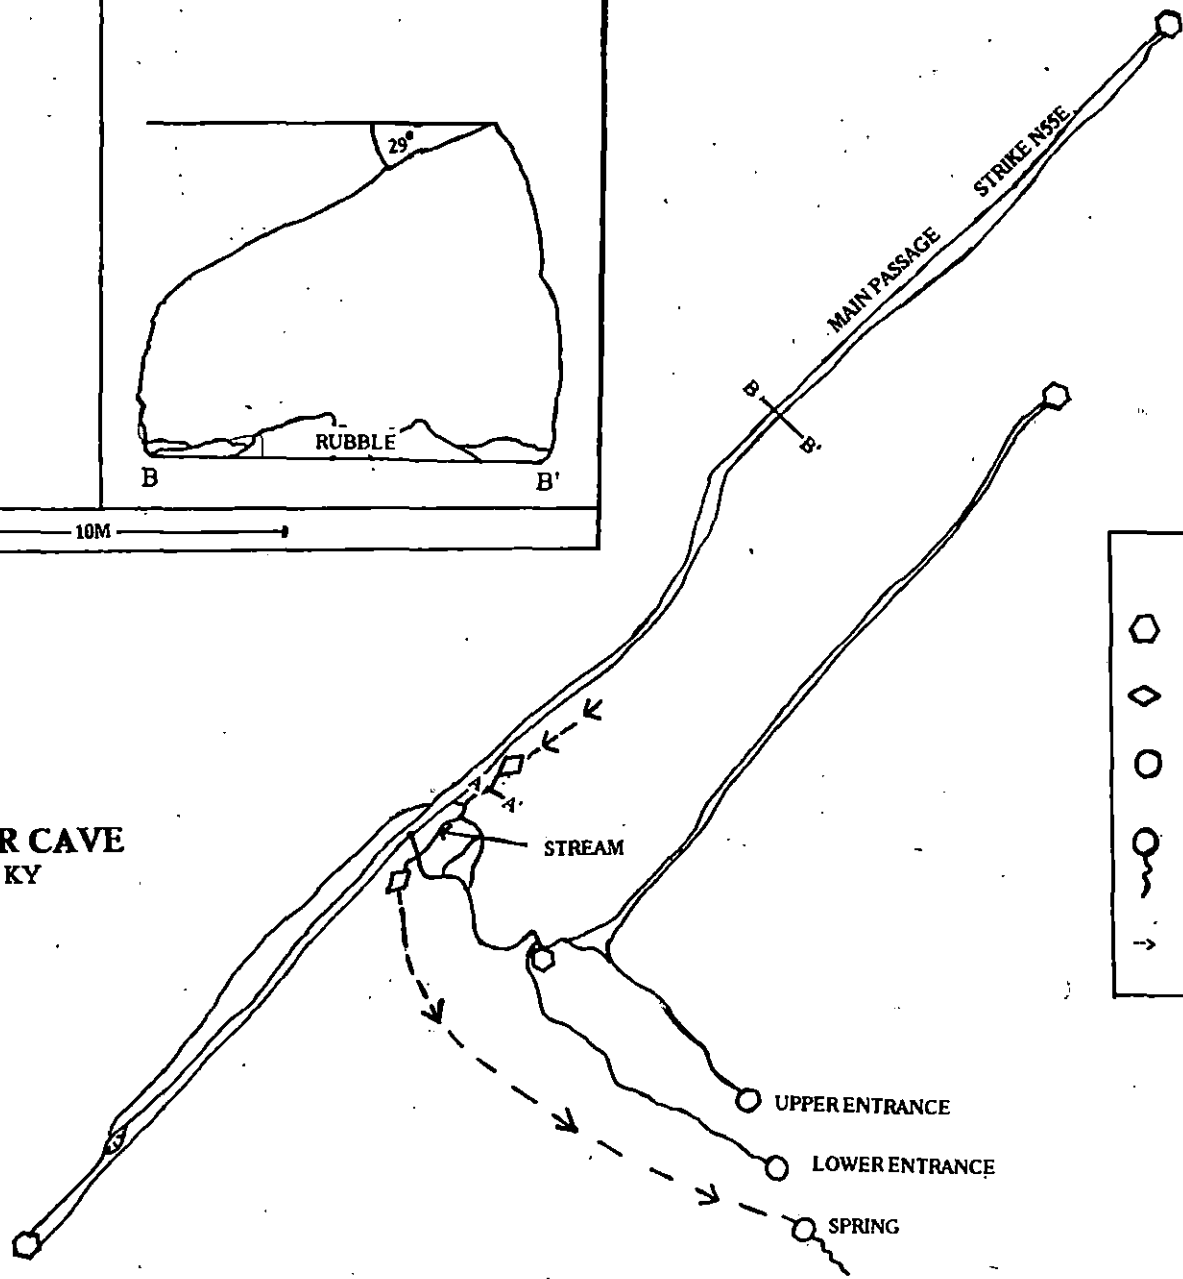 29°
RUBBLE
B
B'
10M
STRIKE N55E
MAIN PASSAGE
B
B'
A
A'
STREAM
R CAVE
KY
UPPER ENTRANCE
LOWER ENTRANCE
SPRING